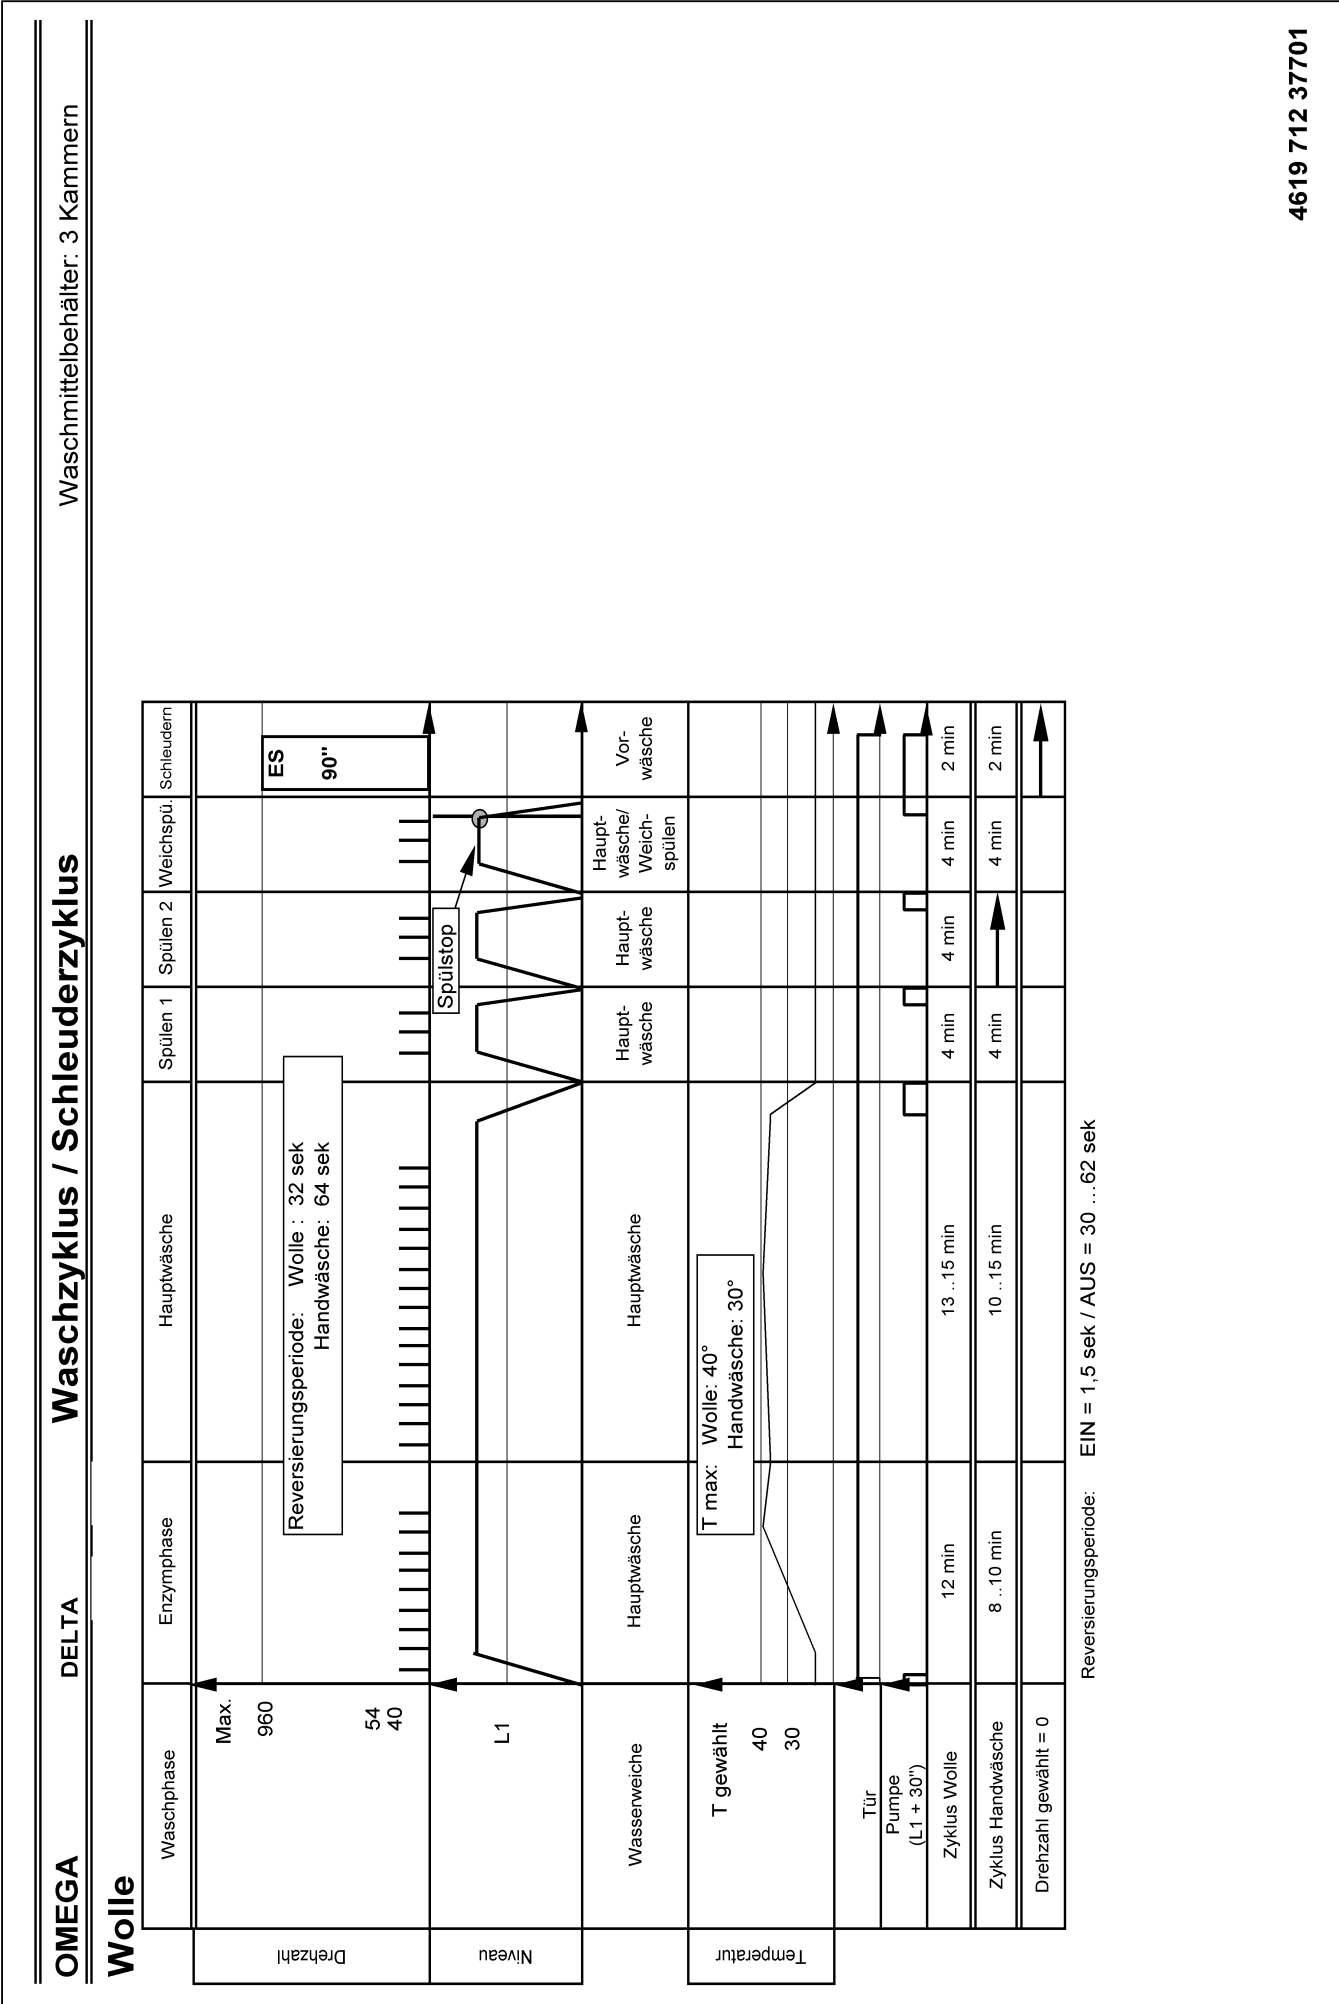 OMEGA DELTA Waschzyklus / Schleuderzyklus Waschmittelbehälter: 3 Kammern
Wolle
Waschphase Enzymphase Hauptwäsche Spülen 1 Spülen 2 Weichspü. Schleudern
Drehzahl
Max.
960
54
40
Reversierungsperiode: Wolle : 32 sek
Handwäsche: 64 sek
ES
90"
Niveau
L1
Spülstop
Wasserweiche Hauptwäsche Hauptwäsche
Haupt-
wäsche
Haupt-
wäsche
Haupt-
wäsche/
Weich-
spülen
Vor-
wäsche
Temperatur
T gewählt
40
30
T max: Wolle: 40°
Handwäsche: 30°
Tür
Pumpe
(L1 + 30")
Zyklus Wolle 12 min 13 ..15 min 4 min 4 min 4 min 2 min
Zyklus Handwäsche 8 ..10 min 10 ..15 min 4 min 4 min 2 min
Drehzahl gewählt = 0
Reversierungsperiode: EIN = 1,5 sek / AUS = 30 ...62 sek
4619 712 37701